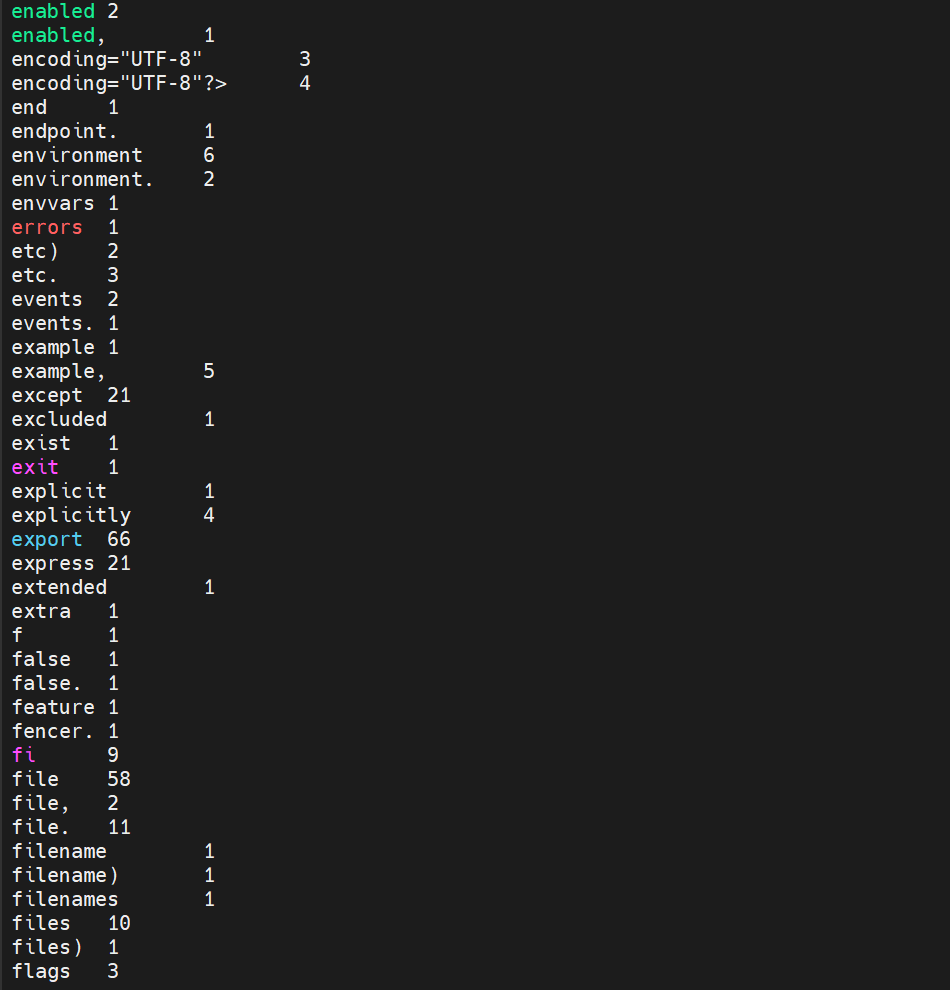 enabled 2
enabled,	1
encoding="UTF-8"	3
encoding="UTF-8"?>	4
end	1
endpoint.	1
environment	6
environment.	2
envvars 1
errors	1
etc)	2
etc.	3
events	2
events. 1
example 1
example,	5
except	21
excluded	1
exist	1
exit	1
explicit	1
explicitly	4
export	66
express 21
extended	1
extra	1
f	1
false	1
false.	1
feature 1
fencer. 1
fi	9
file	58
file,	2
file.	11
filename	1
filename)	1
filenames	1
files	10
files)	1
flags	3